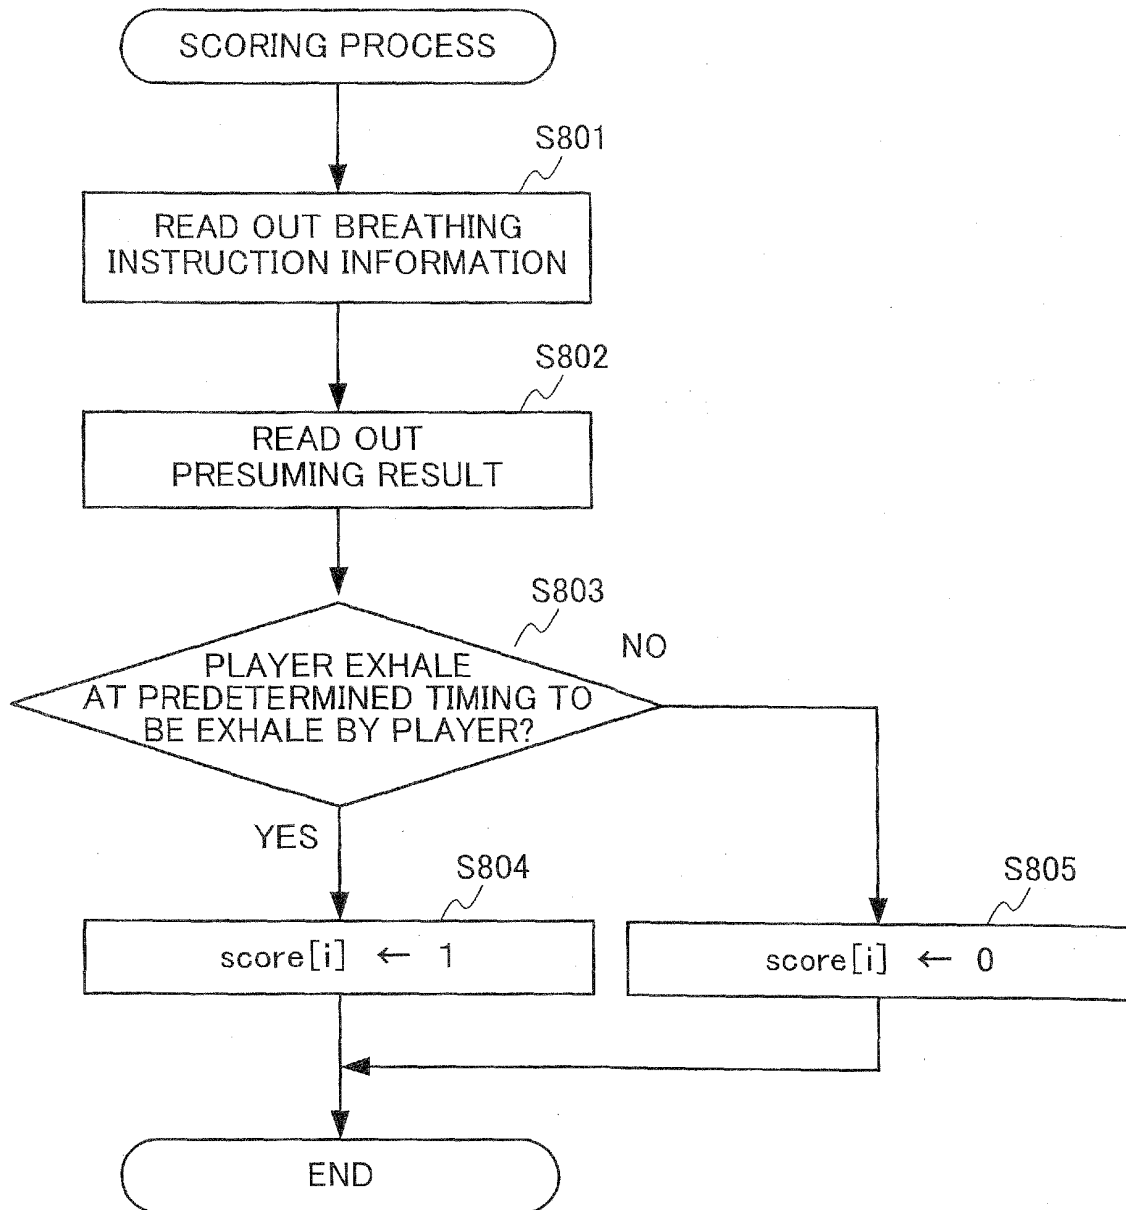 SCORING PROCESS
S801
READ OUT BREATHING
INSTRUCTION INFORMATION
S802
READ OUT
PRESUMING RESULT
S803
NO
PLAYER EXHALE
AT PREDETERMINED TIMING TO
BE EXHALE BY PLAYER?
YES
S804
S805
score[i] ← 1
score[i] ← 0
END